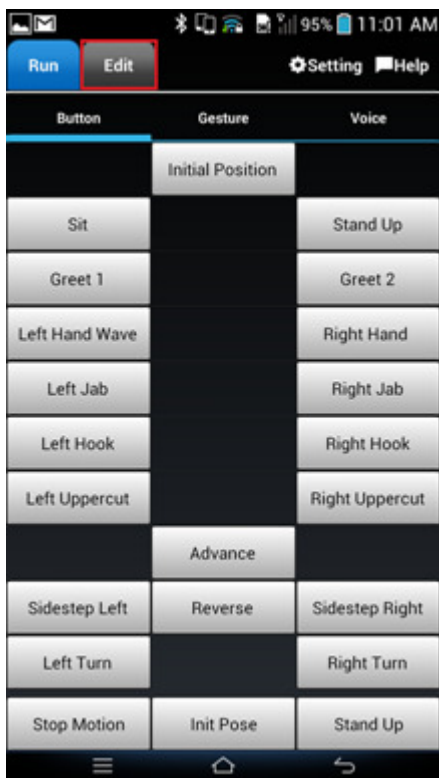 95% 11:01 AM
Run Edit Setting Help
Button Gesture Voice
Initial Position
Sit Stand Up
Greet 1 Greet 2
Left Hand Wave Right Hand
Left Jab Right Jab
Left Hook Right Hook
Left Uppercut Right Uppercut
Advance
Sidestep Left Reverse Sidestep Right
Left Turn Right Turn
Stop Motion Init Pose Stand Up